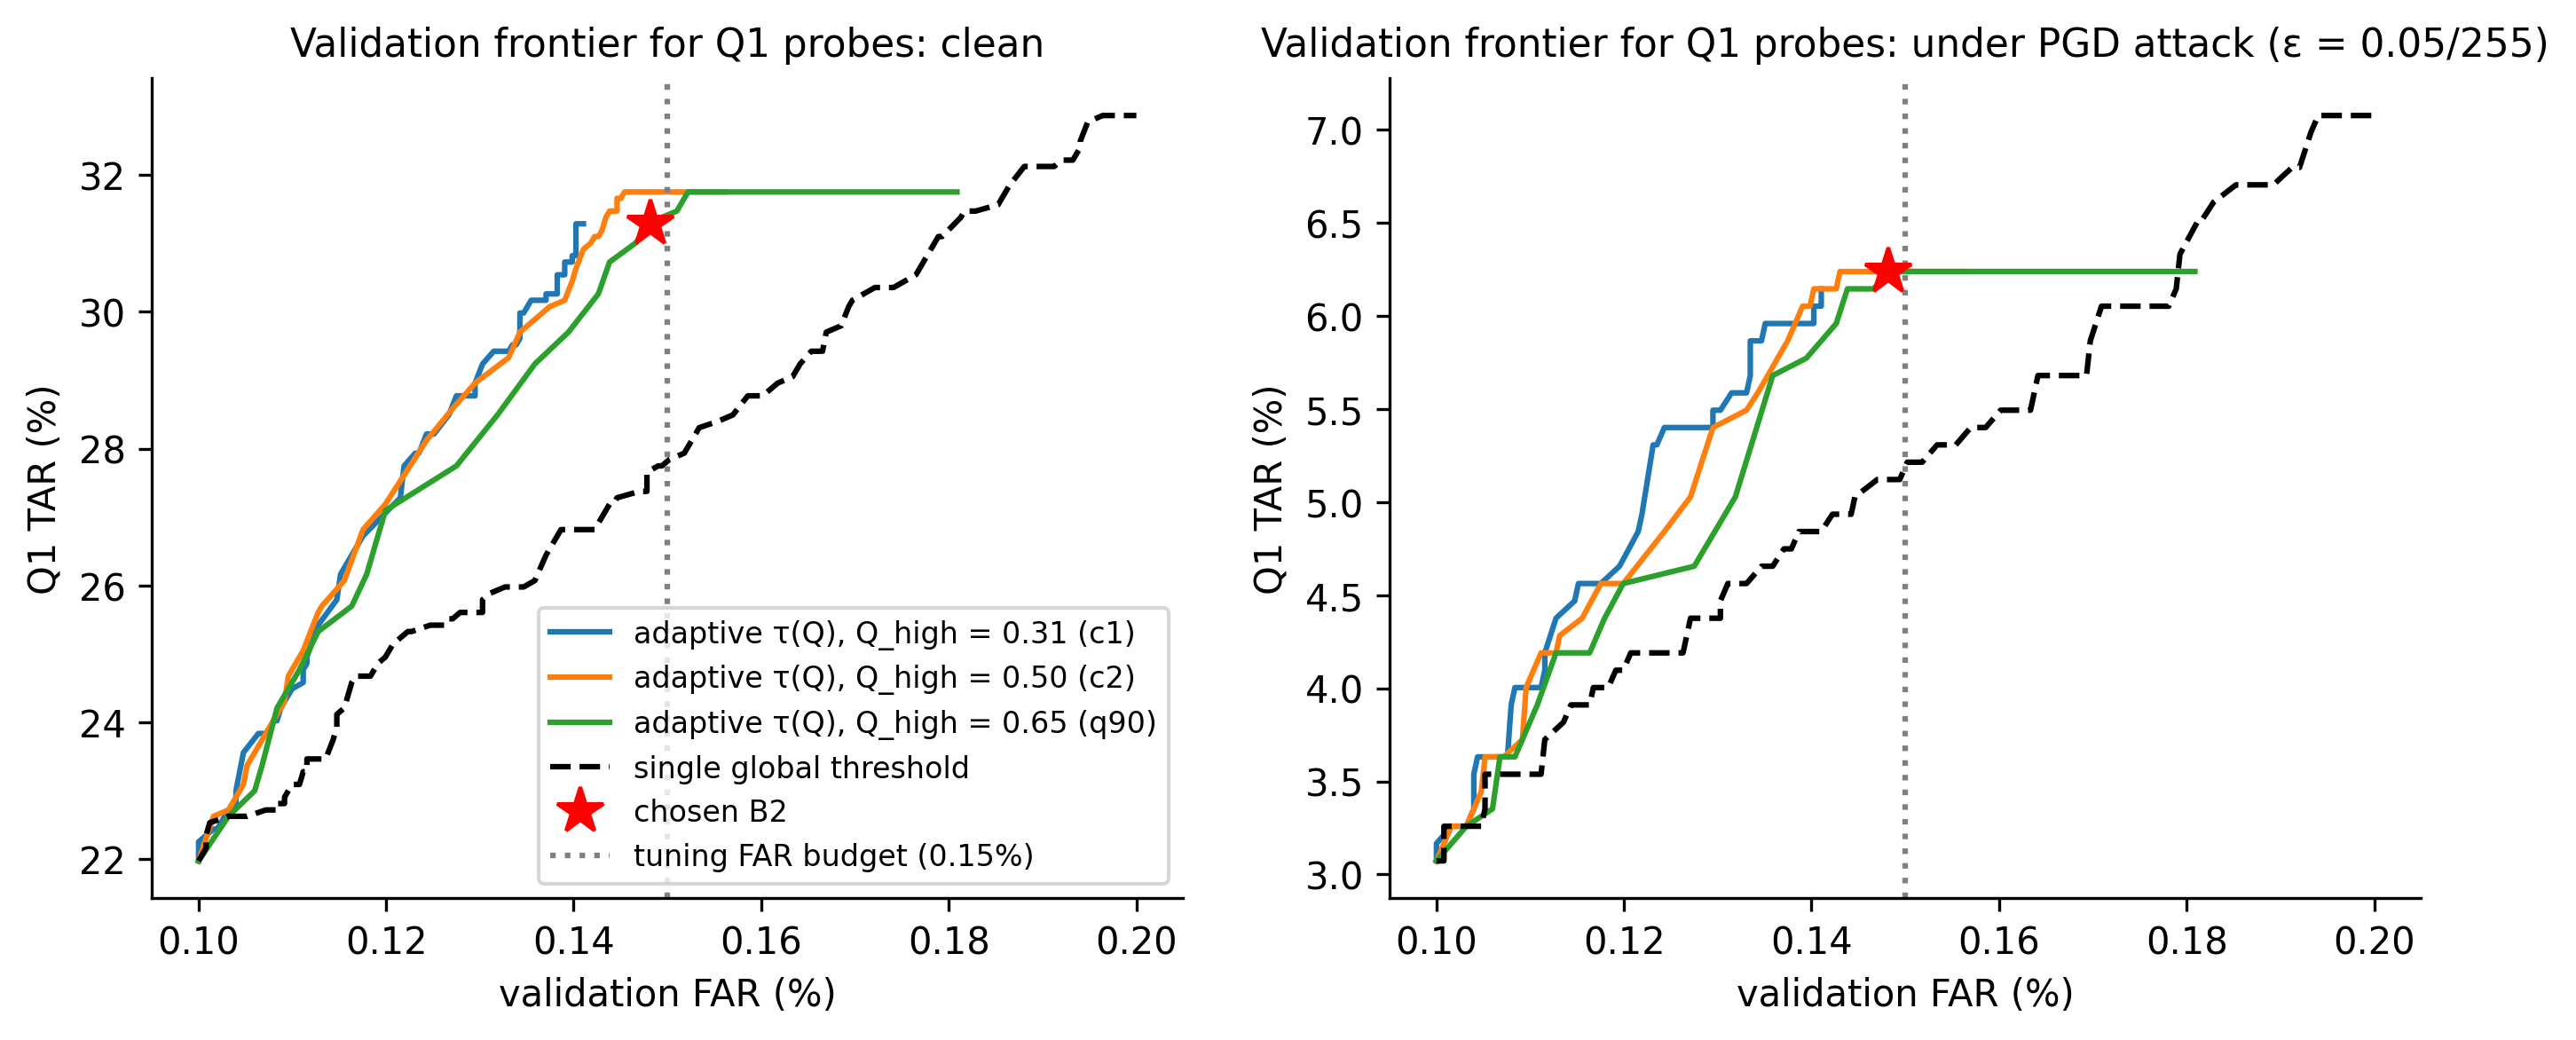 Validation frontier for Q1 probes: clean
Q1 TAR (%)
32
30
28
26
24
22
0.10 0.12 0.14 0.16 0.18 0.20
validation FAR (%)
adaptive τ(Q), Q_high = 0.31 (c1)
adaptive τ(Q), Q_high = 0.50 (c2)
adaptive τ(Q), Q_high = 0.65 (q90)
single global threshold
chosen B2
tuning FAR budget (0.15%)
Validation frontier for Q1 probes: under PGD attack (ε = 0.05/255)
Q1 TAR (%)
7.0
6.5
6.0
5.5
5.0
4.5
4.0
3.5
3.0
0.10 0.12 0.14 0.16 0.18 0.20
validation FAR (%)